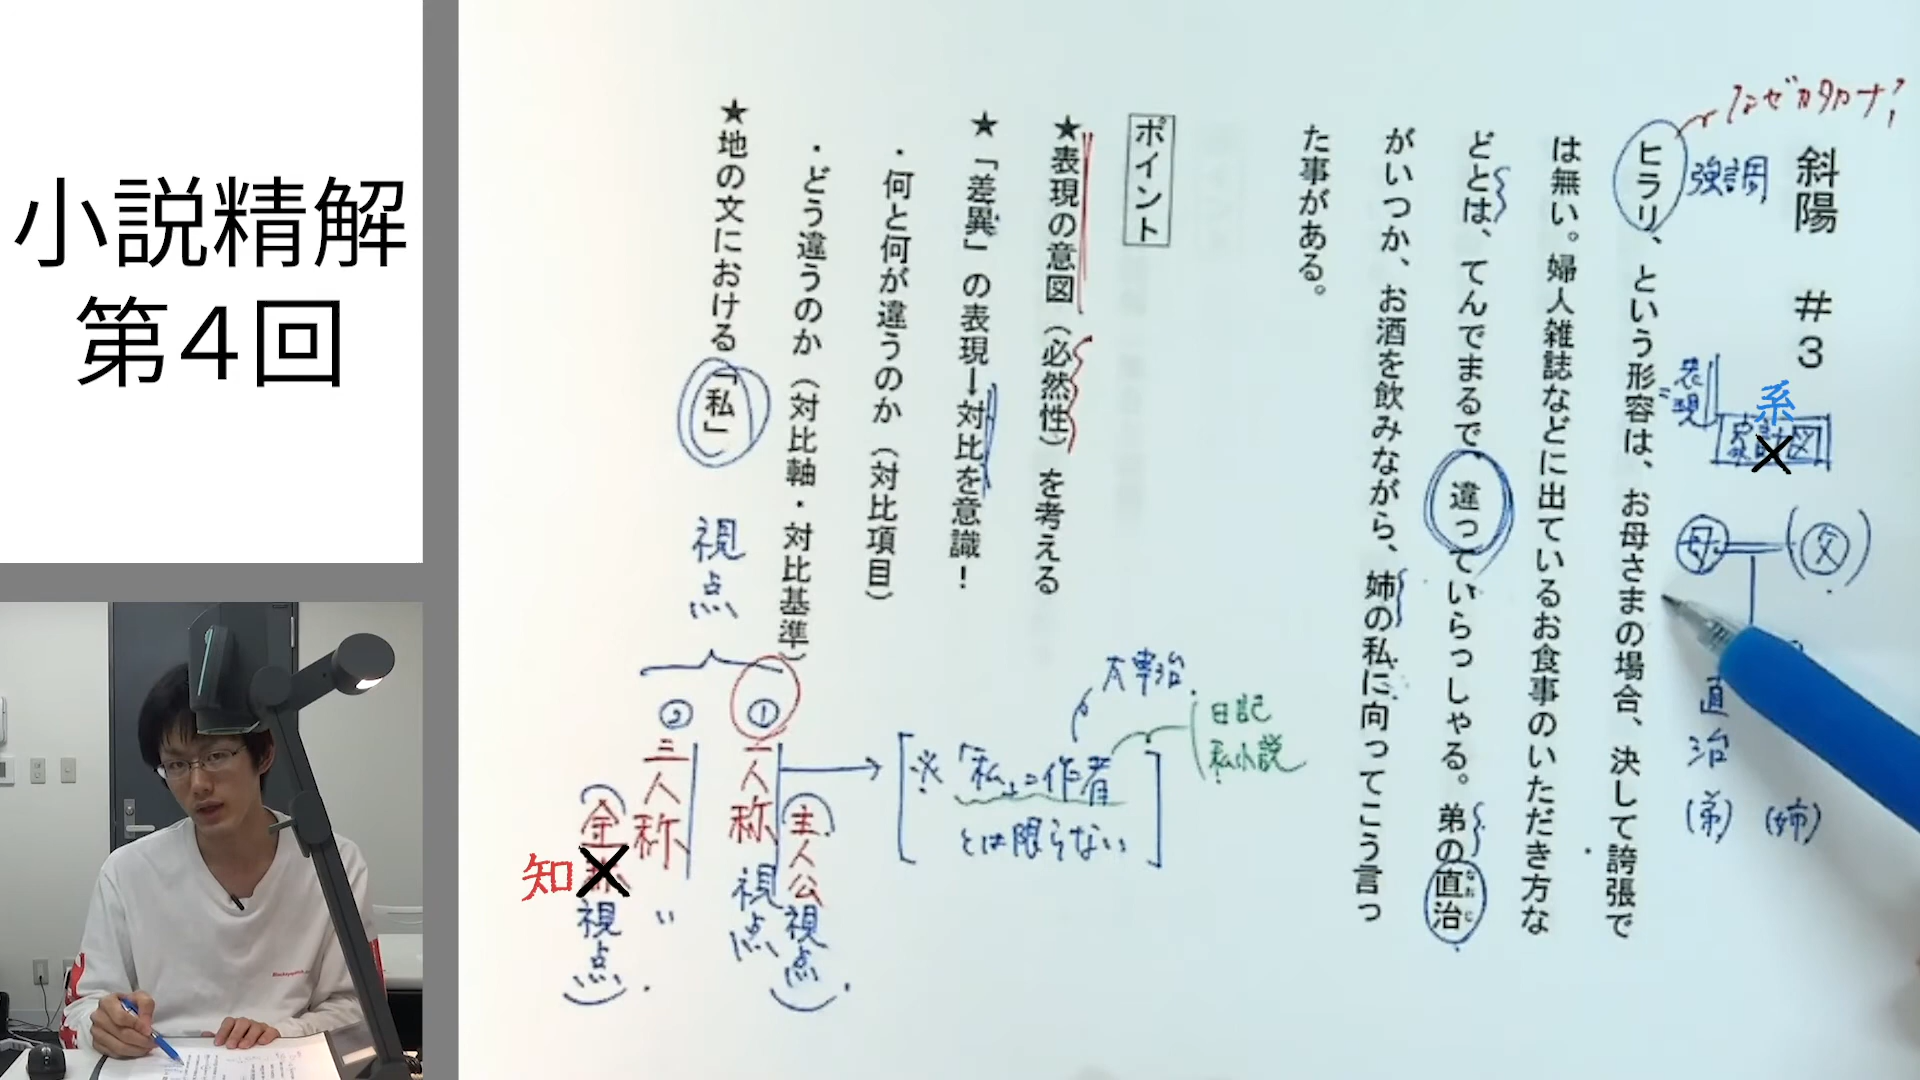 小説精解
第4回
なぜカタカナ?
斜陽 #3
強調
ヒラリ、という形容は、お母さまの場合、決して誇張で
は無い。婦人雑誌などに出ているお食事のいただき方な
どとは、てんでまるで違っていらっしゃる。弟の直治
なおじ
がいつか、お酒を飲みながら、姉の私に向ってこう言っ
た事がある。
表現
系
図
母
(父)
直治
(弟)
(姉)
ポイント
★表現の意図(必然性)を考える
★「差異」の表現→対比を意識!
・何と何が違うのか(対比項目)
・どう違うのか(対比軸・対比基準)
★地の文における「私」
視点
①一人称視点
(主人公視点)
②三人称〃
(全知視点)
※「私」=作者
とは限らない
太宰治
日記
私小説